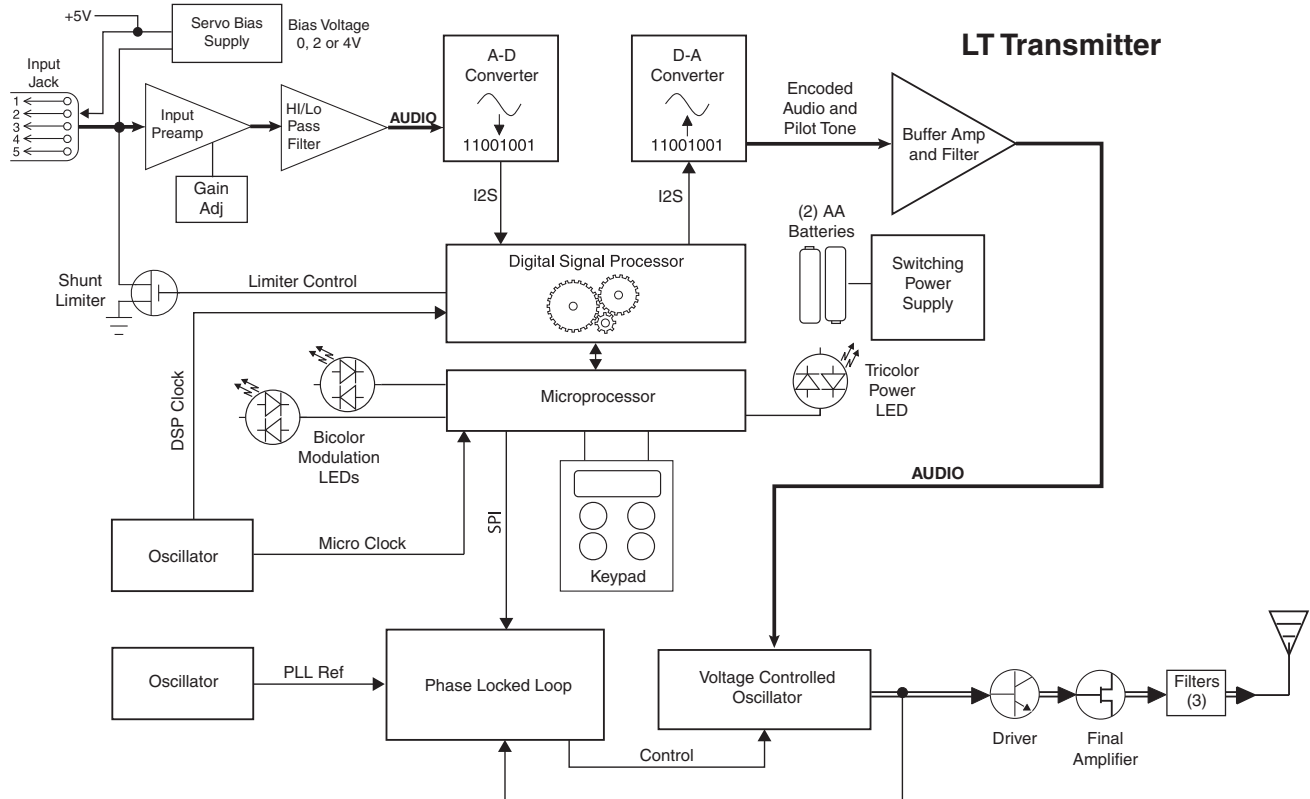 LT Transmitter
+5V
Servo Bias
Supply
Bias Voltage
0, 2 or 4V
Input
Jack
1
2
3
4
5
Input
Preamp
Gain
Adj
HI/Lo
Pass
Filter
AUDIO
A-D
Converter
11001001
I2S
D-A
Converter
11001001
I2S
Encoded
Audio and
Pilot Tone
Buffer Amp
and Filter
(2) AA
Batteries
Switching
Power
Supply
Digital Signal Processor
Shunt
Limiter
Limiter Control
DSP Clock
Microprocessor
Tricolor
Power
LED
Bicolor
Modulation
LEDs
Keypad
AUDIO
SPI
Oscillator
Micro Clock
Oscillator
PLL Ref
Phase Locked Loop
Control
Voltage Controlled
Oscillator
Driver
Final
Amplifier
Filters
(3)